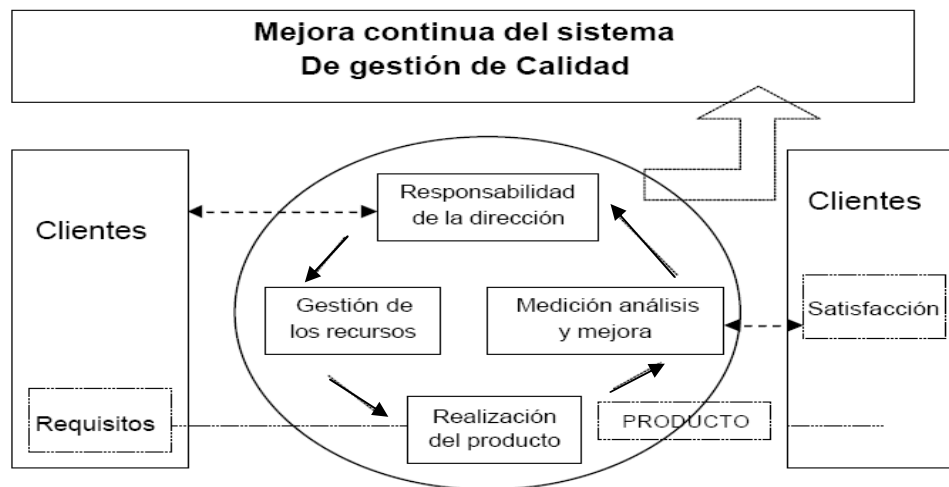 Mejora continua del sistema
De gestión de Calidad
Clientes
Requisitos
Responsabilidad
de la dirección
Gestión de
los recursos
Medición análisis
y mejora
Realización
del producto
PRODUCTO
Clientes
Satisfacción